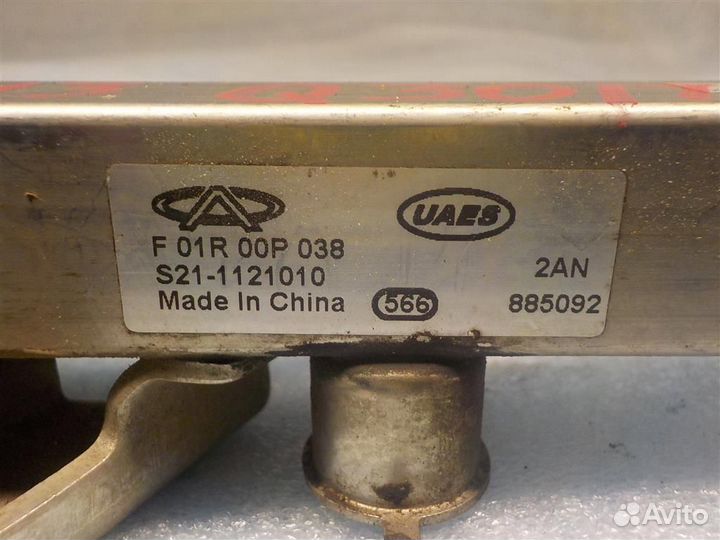 UAES
F 01R 00P 038
S21-1121010
2AN
Made In China
566
885092
Avito